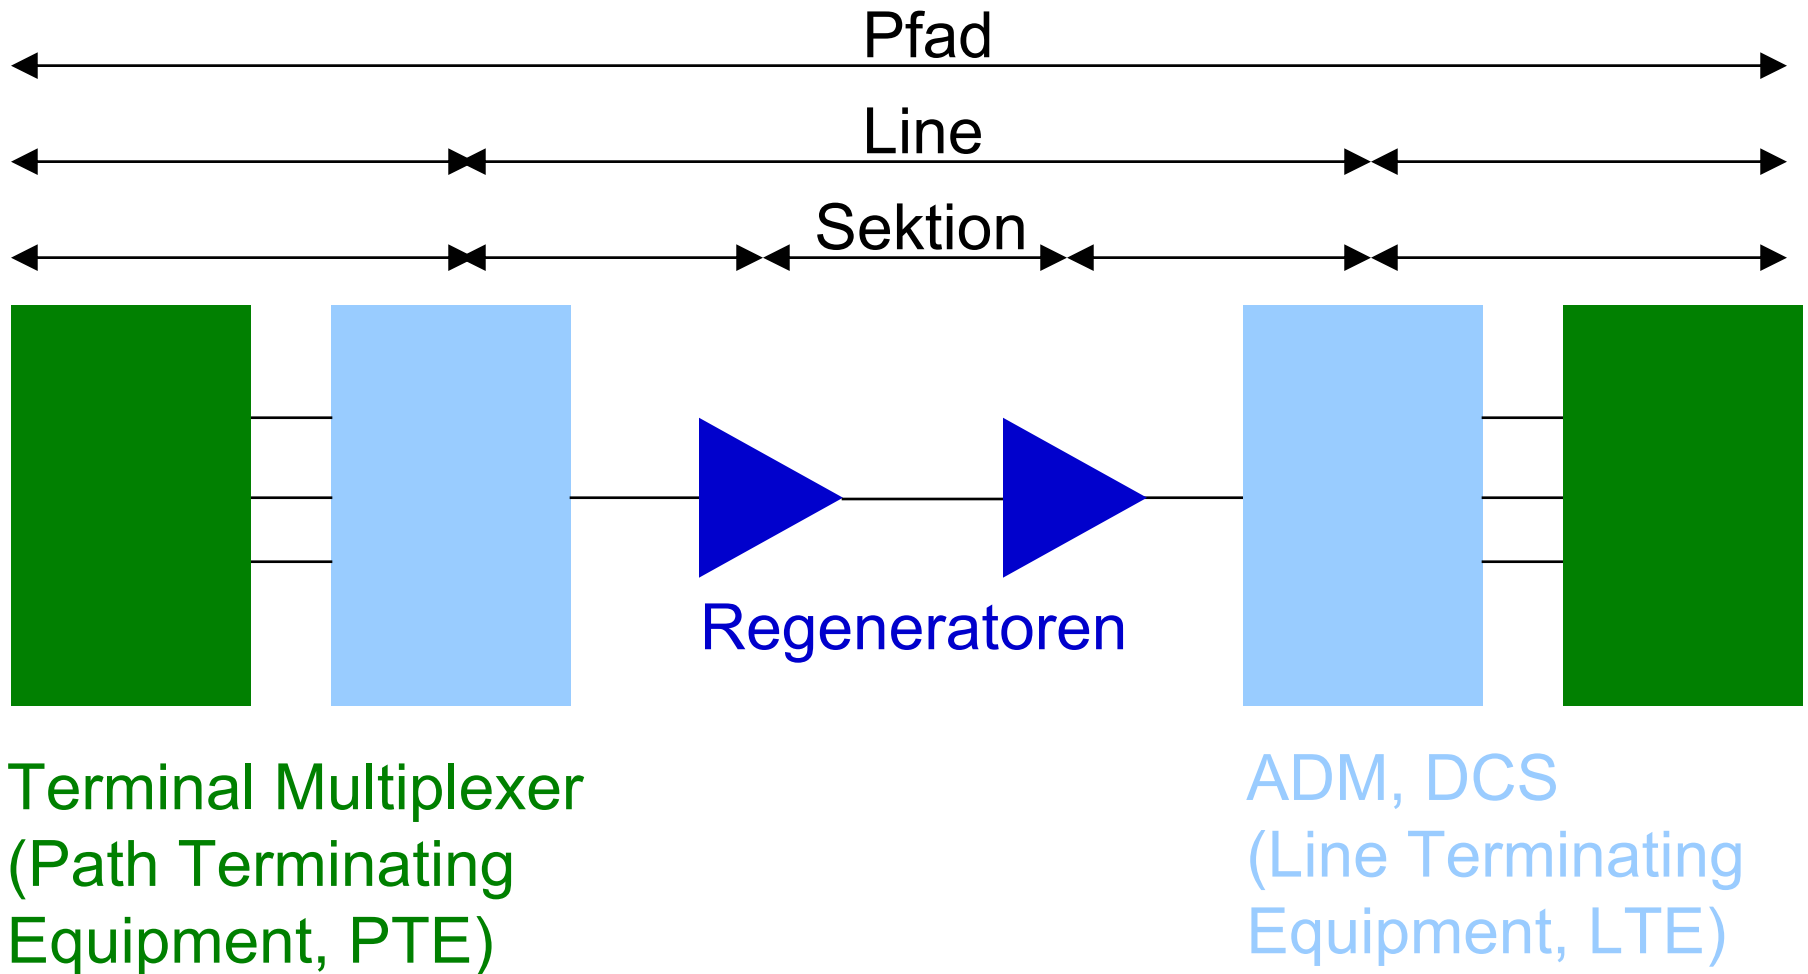 Pfad
Line
Sektion
Regeneratoren
Terminal Multiplexer
(Path Terminating
Equipment, PTE)
ADM, DCS
(Line Terminating
Equipment, LTE)